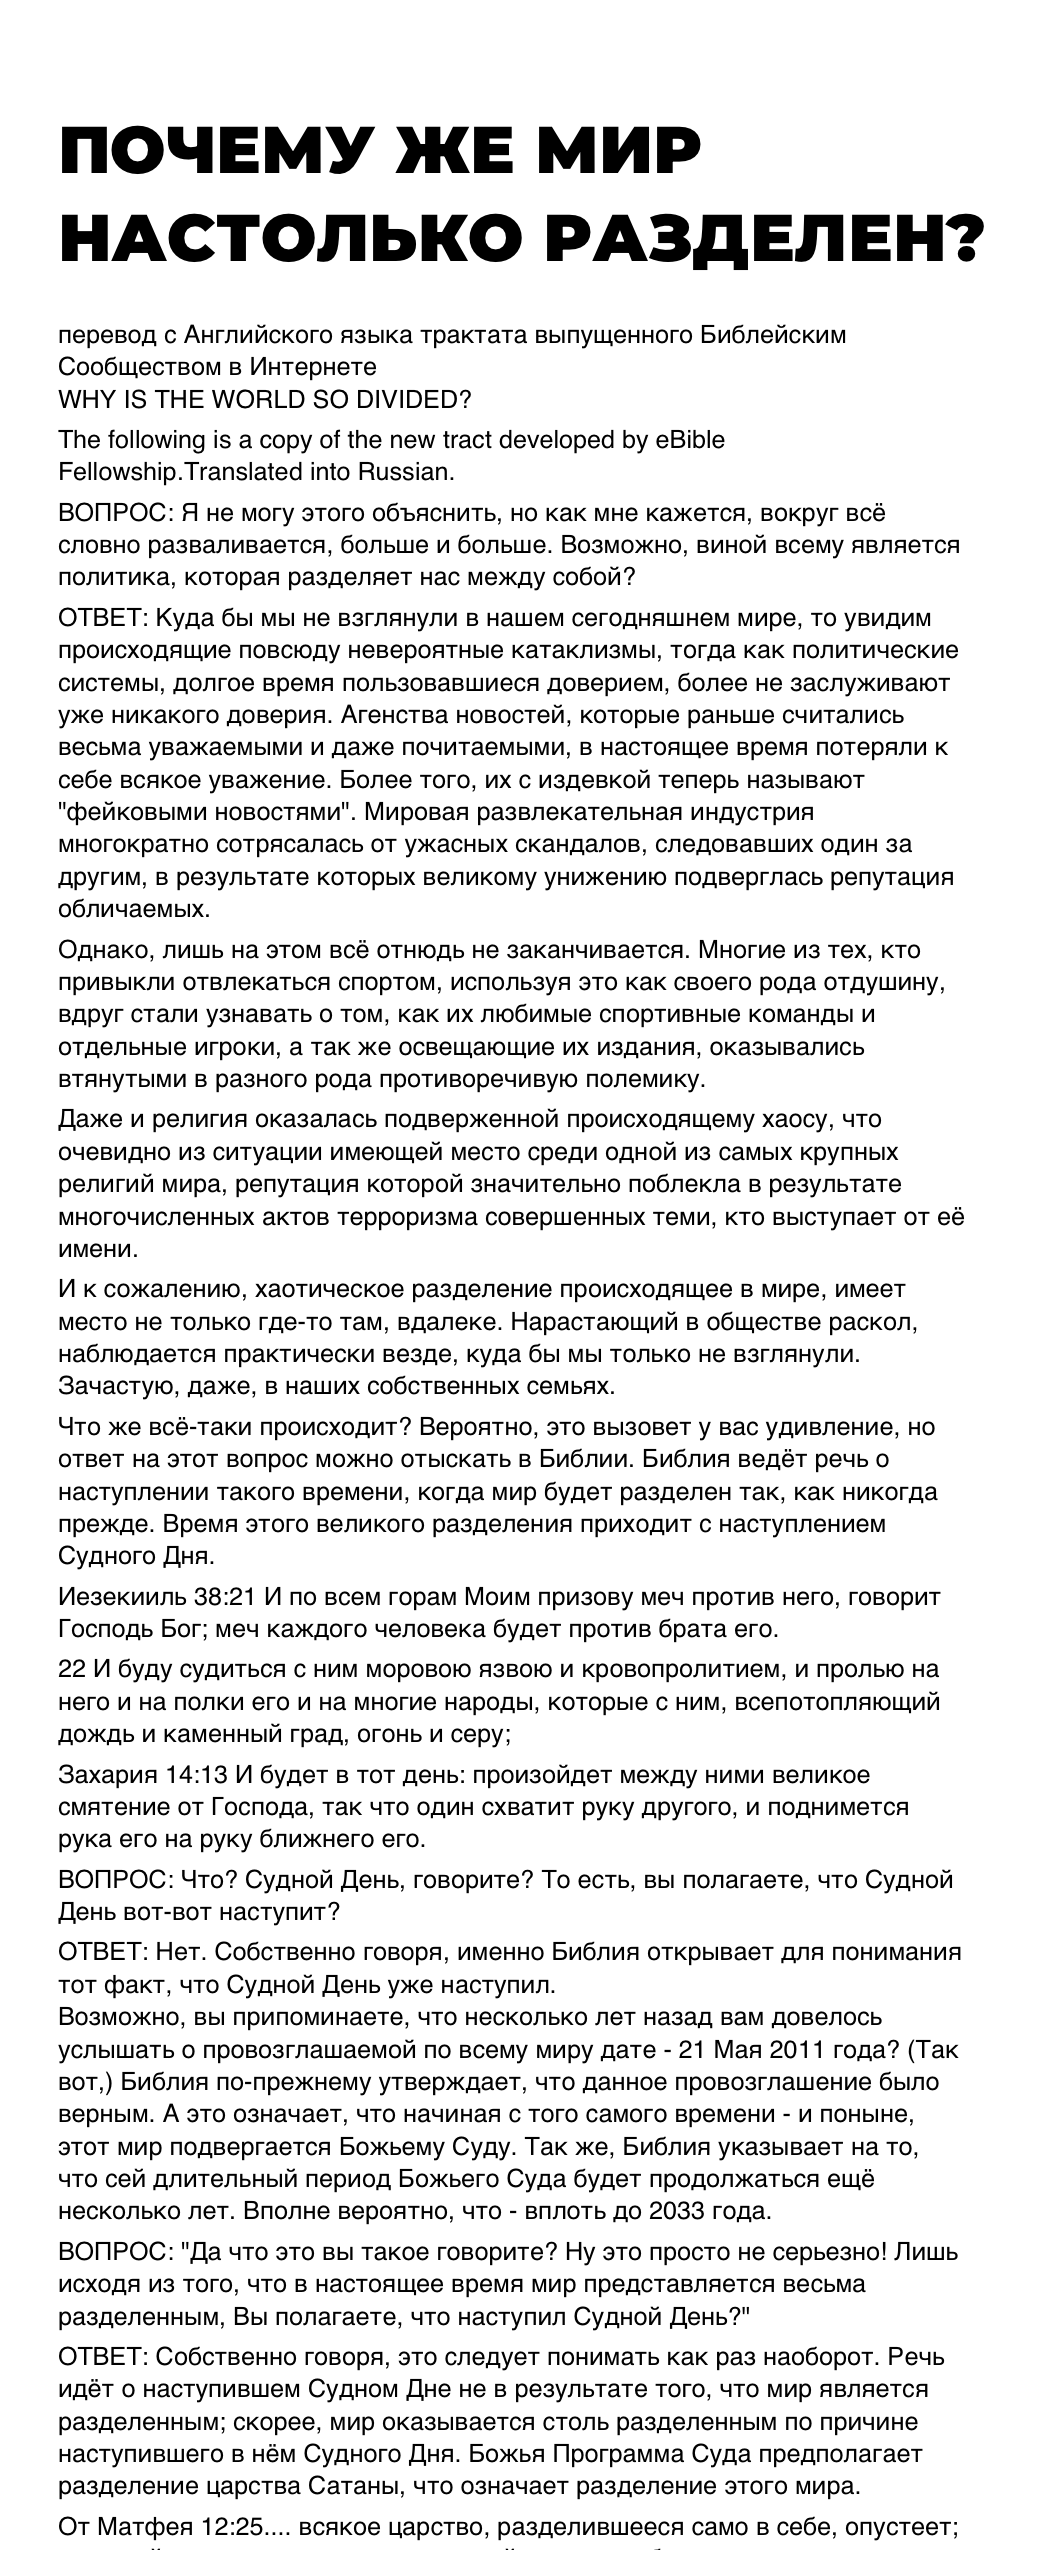 ПОЧЕМУ ЖЕ МИР
НАСТОЛЬКО РАЗДЕЛЕН?
перевод с Английского языка трактата выпущенного Библейским
Сообществом в Интернете
WHY IS THE WORLD SO DIVIDED?
The following is a copy of the new tract developed by eBible
Fellowship.Translated into Russian.
ВОПРОС: Я не могу этого объяснить, но как мне кажется, вокруг всё
словно разваливается, больше и больше. Возможно, виной всему является
политика, которая разделяет нас между собой?
ОТВЕТ: Куда бы мы не взглянули в нашем сегодняшнем мире, то увидим
происходящие повсюду невероятные катаклизмы, тогда как политические
системы, долгое время пользовавшиеся доверием, более не заслуживают
уже никакого доверия. Агенства новостей, которые раньше считались
весьма уважаемыми и даже почитаемыми, в настоящее время потеряли к
себе всякое уважение. Более того, их с издевкой теперь называют
"фейковыми новостями". Мировая развлекательная индустрия
многократно сотрясалась от ужасных скандалов, следовавших один за
другим, в результате которых великому унижению подверглась репутация
обличаемых.
Однако, лишь на этом всё отнюдь не заканчивается. Многие из тех, кто
привыкли отвлекаться спортом, используя это как своего рода отдушину,
вдруг стали узнавать о том, как их любимые спортивные команды и
отдельные игроки, а так же освещающие их издания, оказывались
втянутыми в разного рода противоречивую полемику.
Даже и религия оказалась подверженной происходящему хаосу, что
очевидно из ситуации имеющей место среди одной из самых крупных
религий мира, репутация которой значительно поблекла в результате
многочисленных актов терроризма совершенных теми, кто выступает от её
имени.
И к сожалению, хаотическое разделение происходящее в мире, имеет
место не только где-то там, вдалеке. Нарастающий в обществе раскол,
наблюдается практически везде, куда бы мы только не взглянули.
Зачастую, даже, в наших собственных семьях.
Что же всё-таки происходит? Вероятно, это вызовет у вас удивление, но
ответ на этот вопрос можно отыскать в Библии. Библия ведёт речь о
наступлении такого времени, когда мир будет разделен так, как никогда
прежде. Время этого великого разделения приходит с наступлением
Судного Дня.
Иезекииль 38:21 И по всем горам Моим призову меч против него, говорит
Господь Бог; меч каждого человека будет против брата его.
22 И буду судиться с ним моровою язвою и кровопролитием, и пролью на
него и на полки его и на многие народы, которые с ним, всепотопляющий
дождь и каменный град, огонь и серу;
Захария 14:13 И будет в тот день: произойдет между ними великое
смятение от Господа, так что один схватит руку другого, и поднимется
рука его на руку ближнего его.
ВОПРОС: Что? Судной День, говорите? То есть, вы полагаете, что Судной
День вот-вот наступит?
ОТВЕТ: Нет. Собственно говоря, именно Библия открывает для понимания
тот факт, что Судной День уже наступил.
Возможно, вы припоминаете, что несколько лет назад вам довелось
услышать о провозглашаемой по всему миру дате - 21 Мая 2011 года? (Так
вот,) Библия по-прежнему утверждает, что данное провозглашение было
верным. А это означает, что начиная с того самого времени - и поныне,
этот мир подвергается Божьему Суду. Так же, Библия указывает на то,
что сей длительный период Божьего Суда будет продолжаться ещё
несколько лет. Вполне вероятно, что - вплоть до 2033 года.
ВОПРОС: "Да что это вы такое говорите? Ну это просто не серьезно! Лишь
исходя из того, что в настоящее время мир представляется весьма
разделенным, Вы полагаете, что наступил Судной День?"
ОТВЕТ: Собственно говоря, это следует понимать как раз наоборот. Речь
идёт о наступившем Судном Дне не в результате того, что мир является
разделенным; скорее, мир оказывается столь разделенным по причине
наступившего в нём Судного Дня. Божья Программа Суда предполагает
разделение царства Сатаны, что означает разделение этого мира.
От Матфея 12:25.... всякое царство, разделившееся само в себе, опустеет;